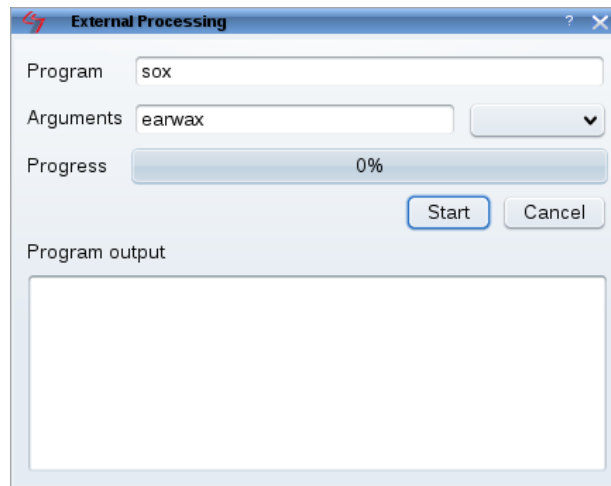 External Processing ?
Program sox
Arguments earwax
Progress 0%
Start Cancel
Program output